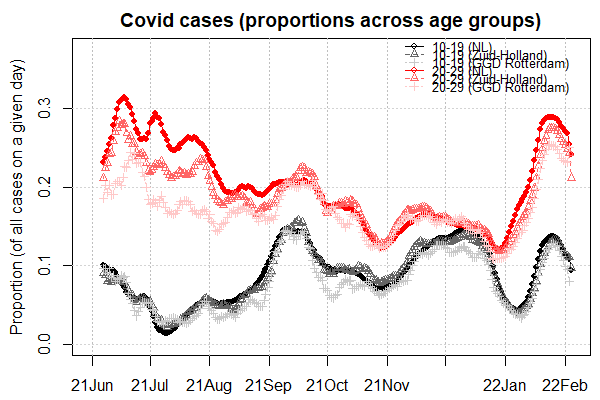 Covid cases (proportions across age groups)
10-19 (NL)
10-19 (Zuid-Holland)
10-19 (GGD Rotterdam)
20-29 (NL)
20-29 (Zuid-Holland)
20-29 (GGD Rotterdam)
Proportion (of all cases on a given day)
0.3
0.2
0.1
0.0
21Jun 21Jul 21Aug 21Sep 21Oct 21Nov 22Jan 22Feb